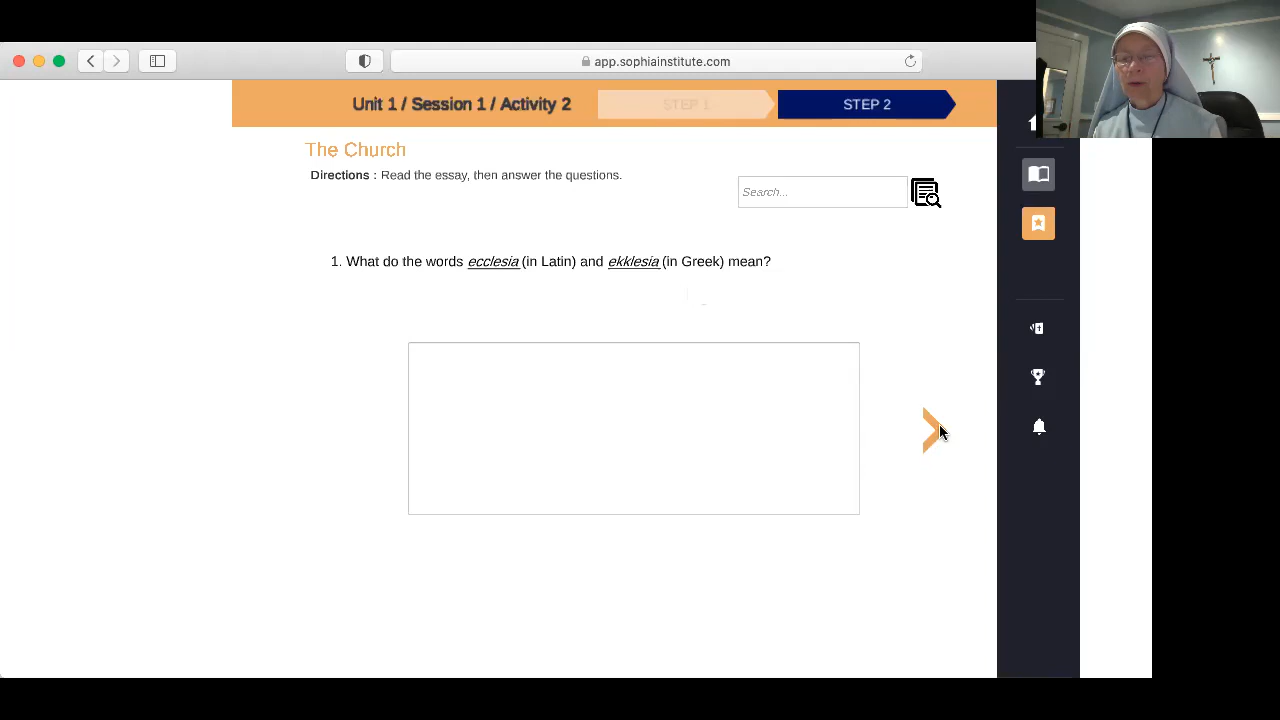 app.sophiainstitute.com
Unit 1 / Session 1 / Activity 2
STEP 1
STEP 2
The Church
Directions : Read the essay, then answer the questions.
Search...
1. What do the words ecclesia (in Latin) and ekklesia (in Greek) mean?